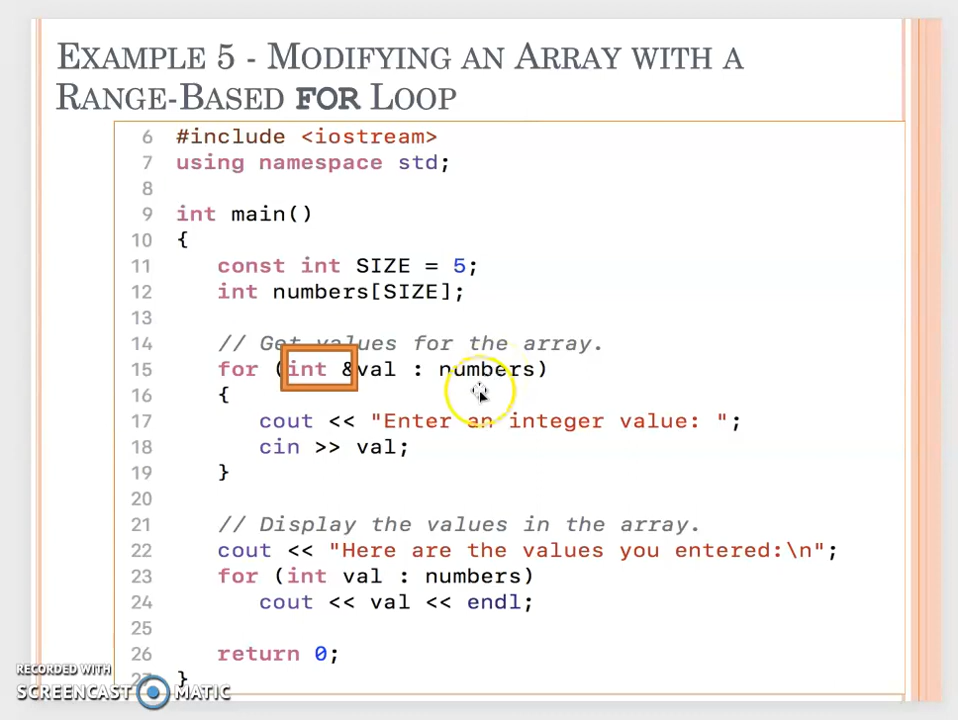 EXAMPLE 5 - MODIFYING AN ARRAY WITH A
RANGE-BASED FOR LOOP
6 #include <iostream>
7 using namespace std;
8
9 int main()
10 {
11 const int SIZE = 5;
12 int numbers[SIZE];
13
14 // Get values for the array.
15 for (int &val : numbers)
16 {
17 cout << "Enter an integer value: ";
18 cin >> val;
19 }
20
21 // Display the values in the array.
22 cout << "Here are the values you entered:\n";
23 for (int val : numbers)
24 cout << val << endl;
25
26 return 0;
27 }
RECORDED WITH
SCREENCAST MATIC